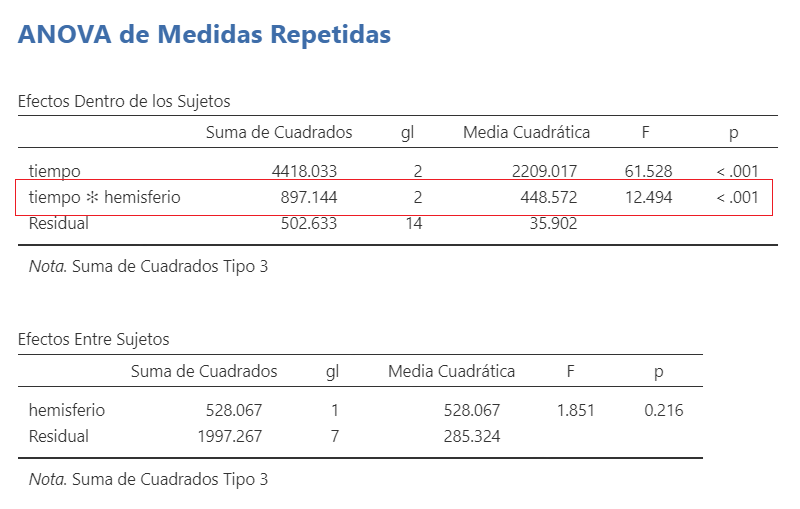 ANOVA de Medidas Repetidas
Efectos Dentro de los Sujetos
Suma de Cuadrados gl Media Cuadrática F p
tiempo 4418.033 2 2209.017 61.528 < .001
tiempo ✻ hemisferio 897.144 2 448.572 12.494 < .001
Residual 502.633 14 35.902
Nota. Suma de Cuadrados Tipo 3
Efectos Entre Sujetos
Suma de Cuadrados gl Media Cuadrática F p
hemisferio 528.067 1 528.067 1.851 0.216
Residual 1997.267 7 285.324
Nota. Suma de Cuadrados Tipo 3